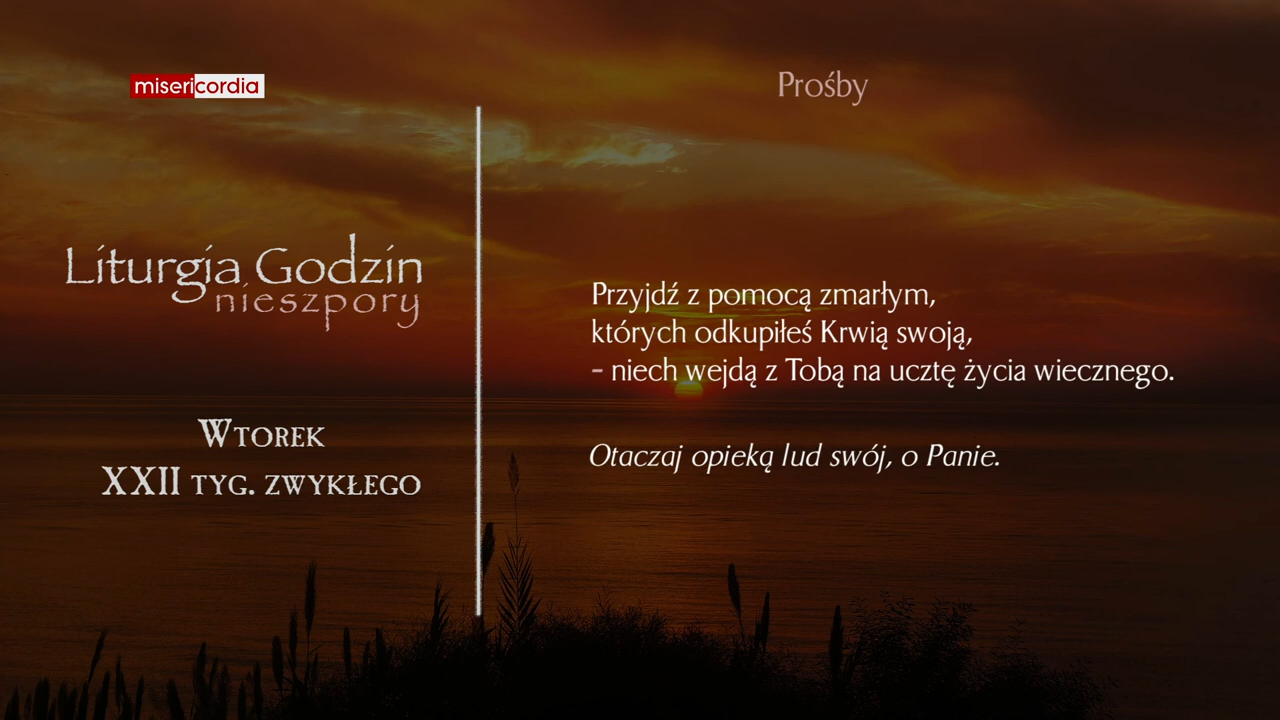 misericordia
Prośby
Liturgia Godzin
nieszpory
Wtorek
XXII tyg. zwykłego
Przyjdź z pomocą zmarłym,
których odkupiłeś Krwią swoją,
- niech wejdą z Tobą na ucztę życia wiecznego.
Otaczaj opieką lud swój, o Panie.